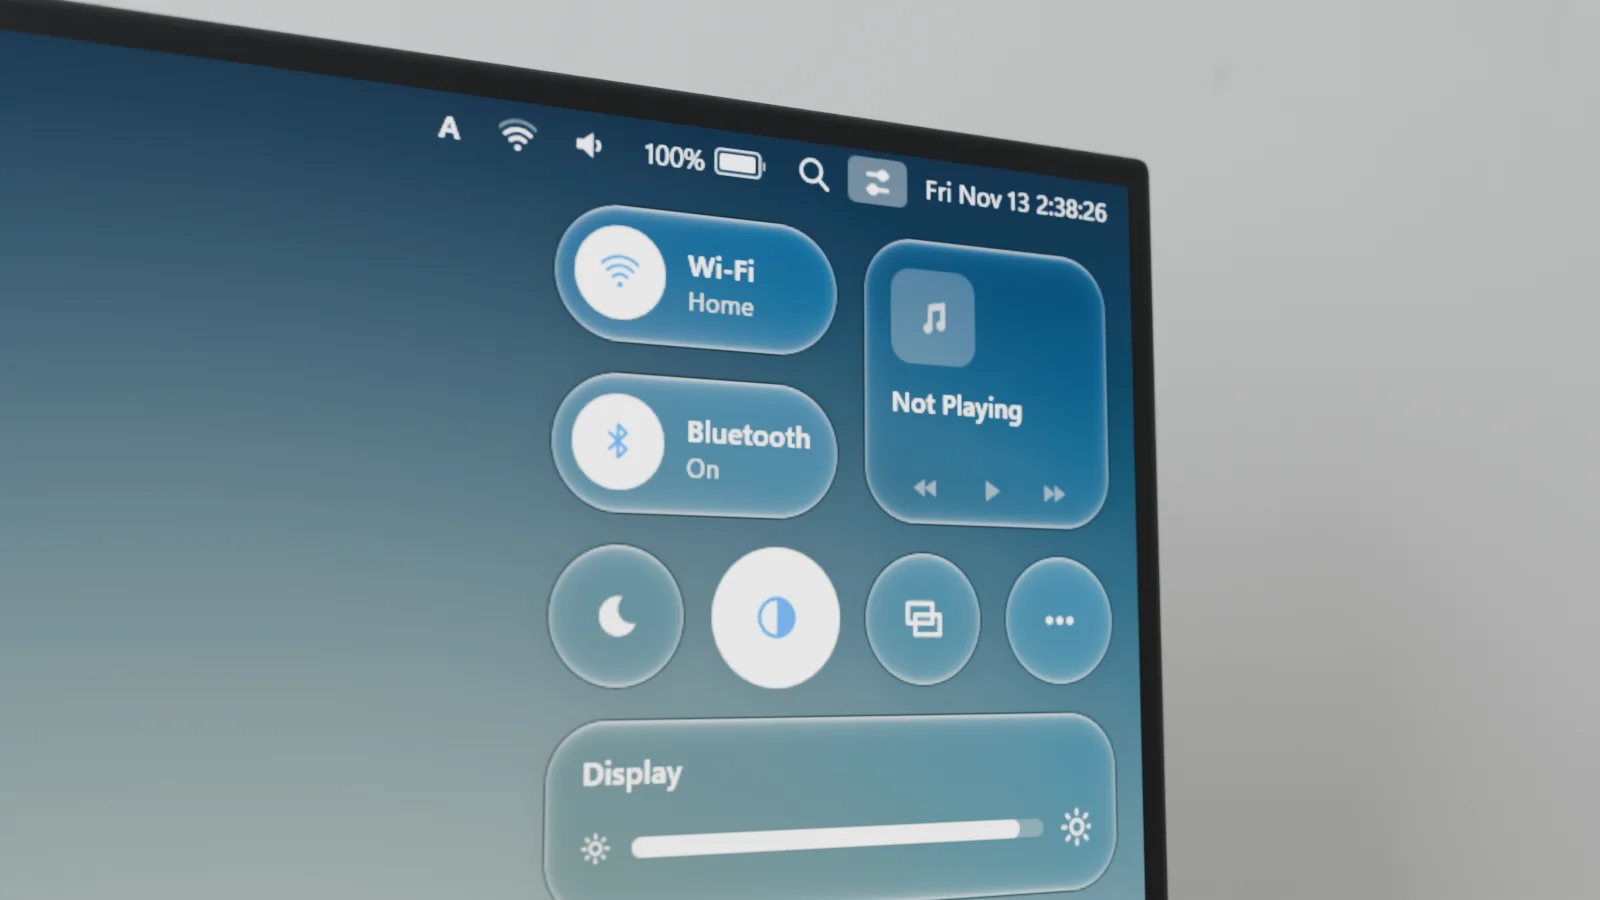 A
100%
Fri Nov 13 2:38:26
Wi-Fi
Home
Not Playing
Bluetooth
On
Display